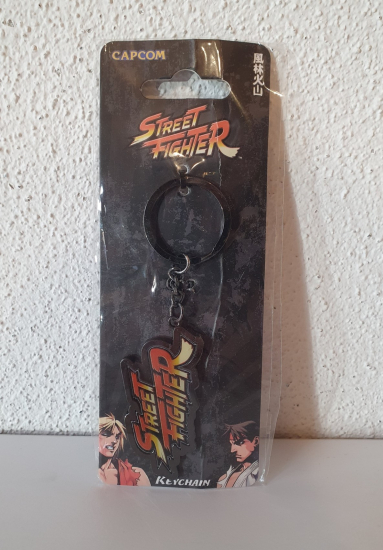 CAPCOM
風林火山
STREET
FIGHTER
STREET
FIGHTER
KEYCHAIN